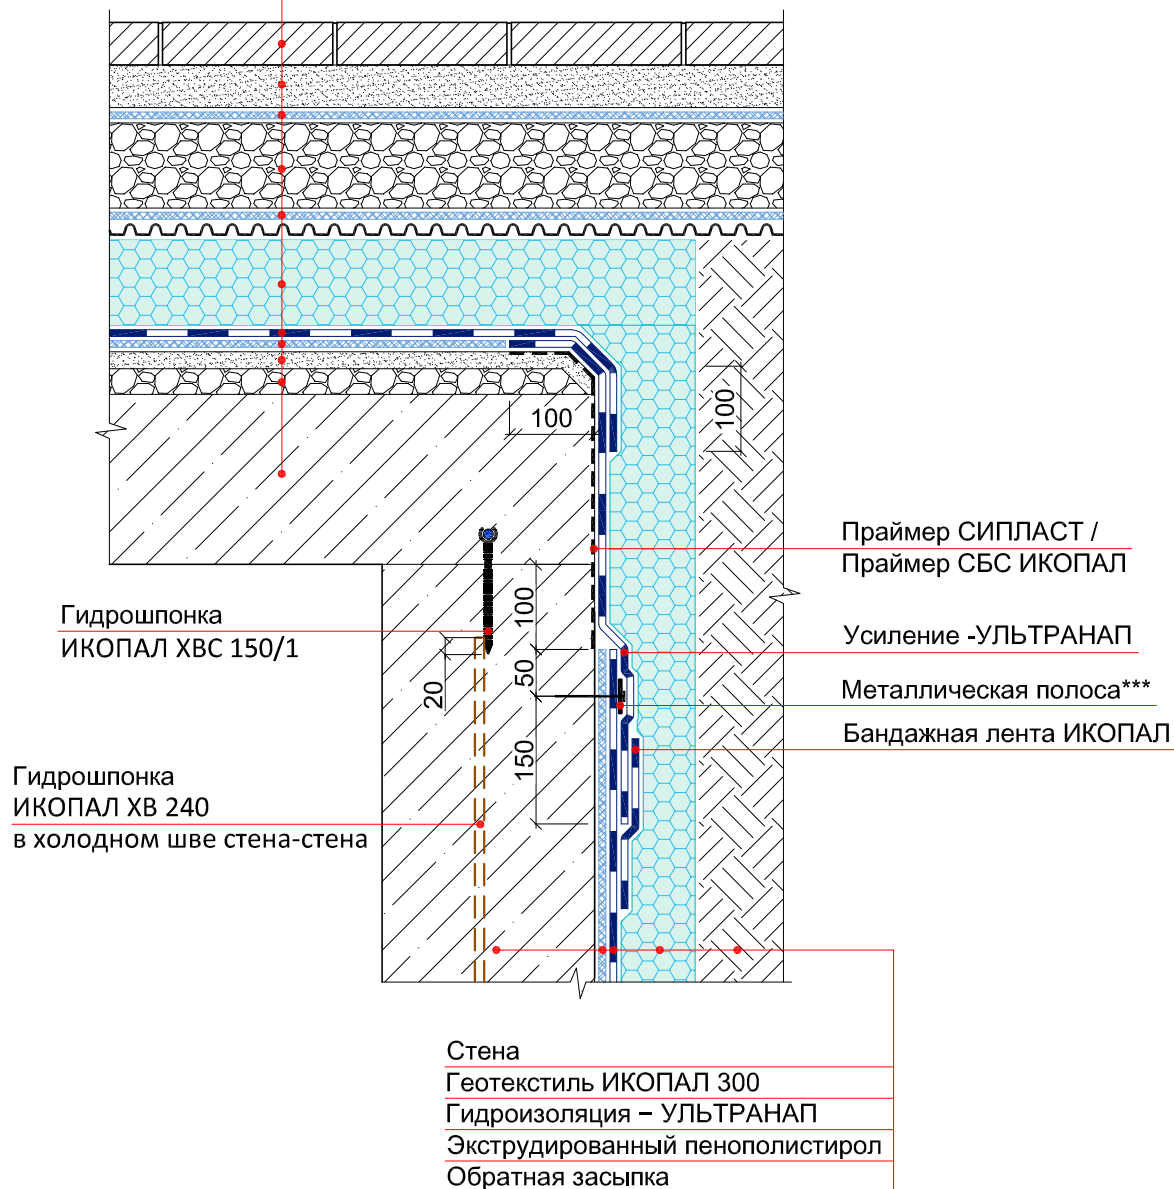 100
100
Праймер СИПЛАСТ /
Праймер СБС ИКОПАЛ
Гидрошпонка
ИКОПАЛ ХВС 150/1
100
Усиление -УЛЬТРАНАП
50
20
Металлическая полоса***
Бандажная лента ИКОПАЛ
150
Гидрошпонка
ИКОПАЛ ХВ 240
в холодном шве стена-стена
Стена
Геотекстиль ИКОПАЛ 300
Гидроизоляция – УЛЬТРАНАП
Экструдированный пенополистирол
Обратная засыпка